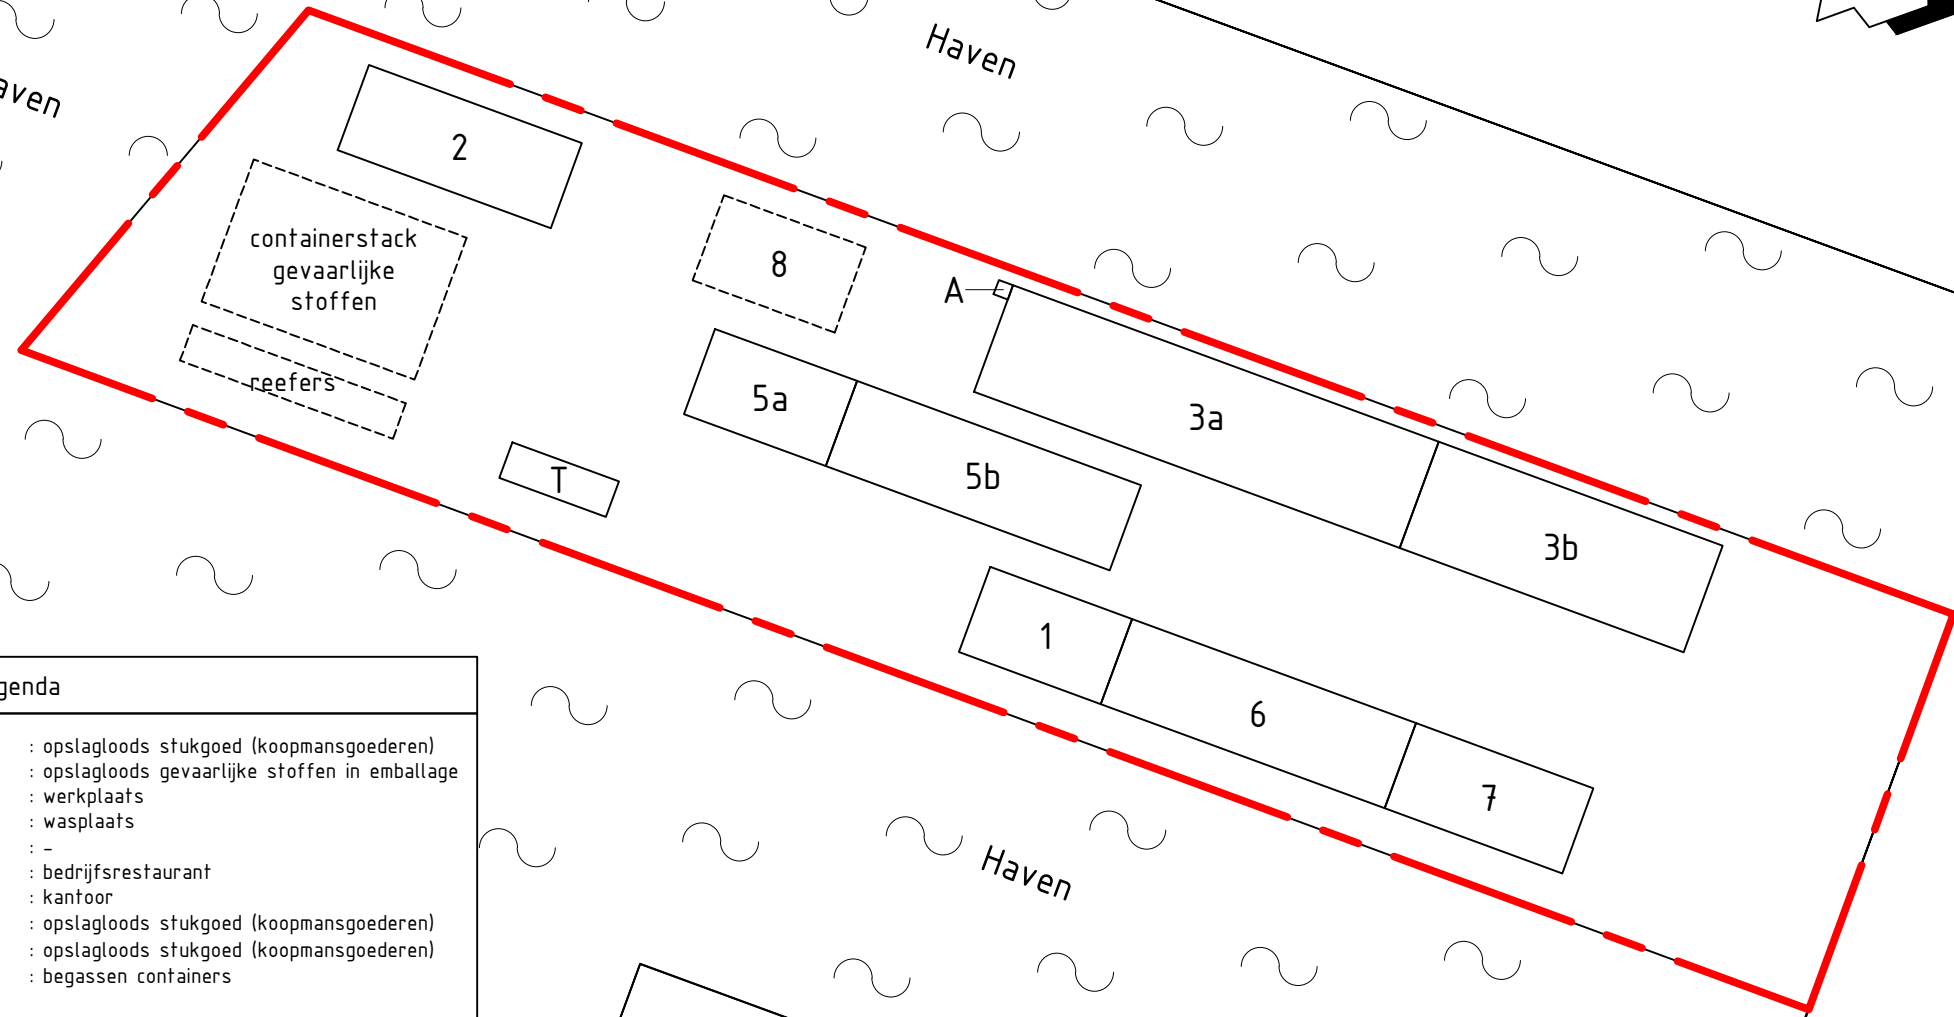 Haven
aven
2
containerstack
gevaarlijke
stoffen
8
A
reefers
5a
3a
T
5b
3b
1
6
7
Haven
genda
: opslagloods stukgoed (koopmansgoederen)
: opslagloods gevaarlijke stoffen in emballage
: werkplaats
: wasplaats
: -
: bedrijfsrestaurant
: kantoor
: opslagloods stukgoed (koopmansgoederen)
: opslagloods stukgoed (koopmansgoederen)
: begassen containers